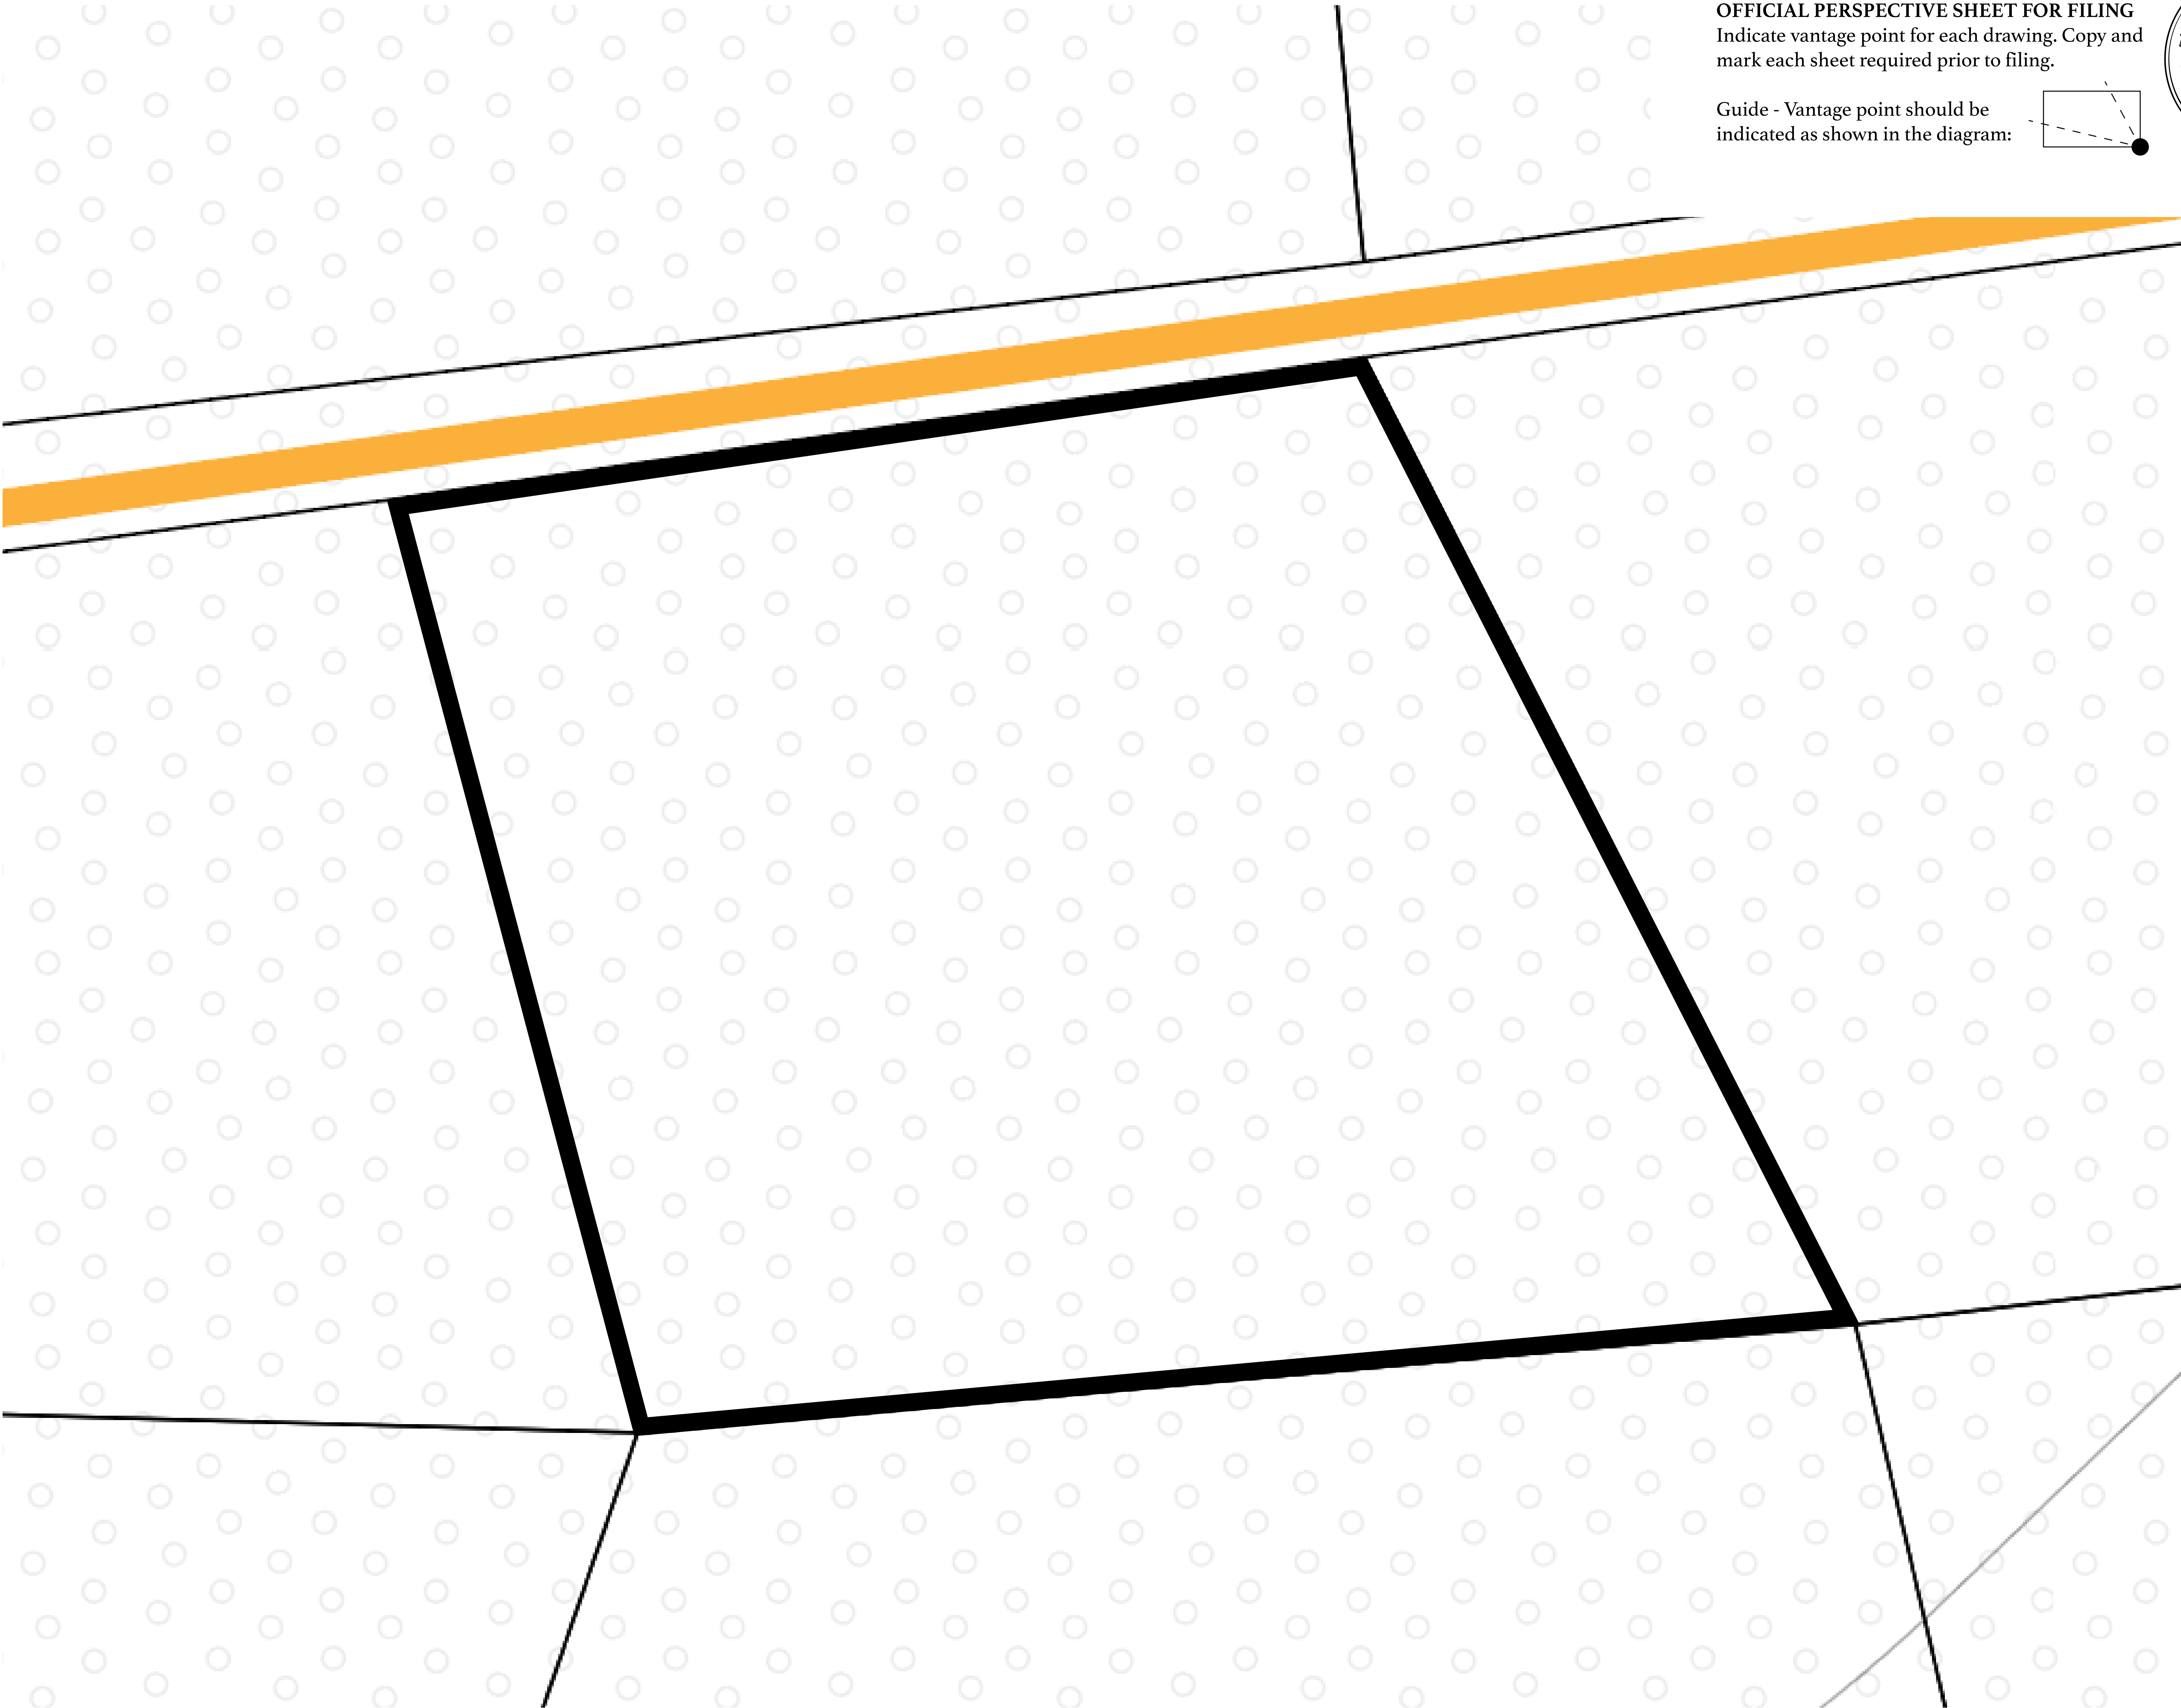 OFFICIAL PERSPECTIVE SHEET FOR FILING
Indicate vantage point for each drawing. Copy and
mark each sheet required prior to filing.
Guide - Vantage point should be
indicated as shown in the diagram: